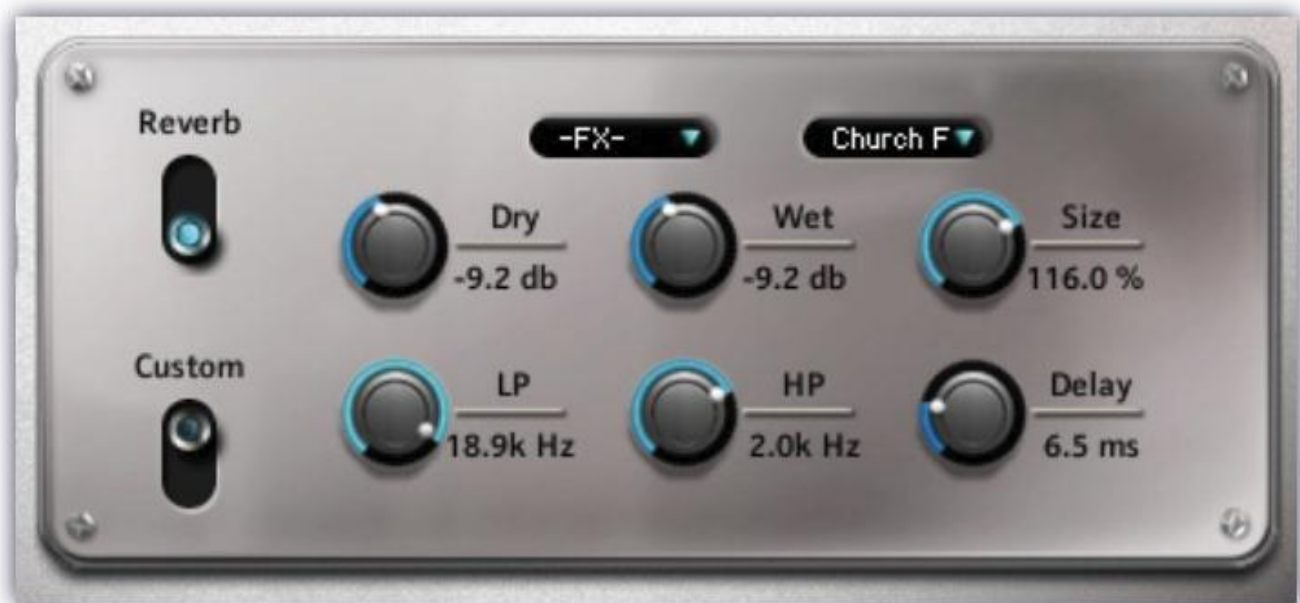 Reverb
-FX-
Church F
Dry
-9.2 db
Wet
-9.2 db
Size
116.0 %
Custom
LP
18.9k Hz
HP
2.0k Hz
Delay
6.5 ms